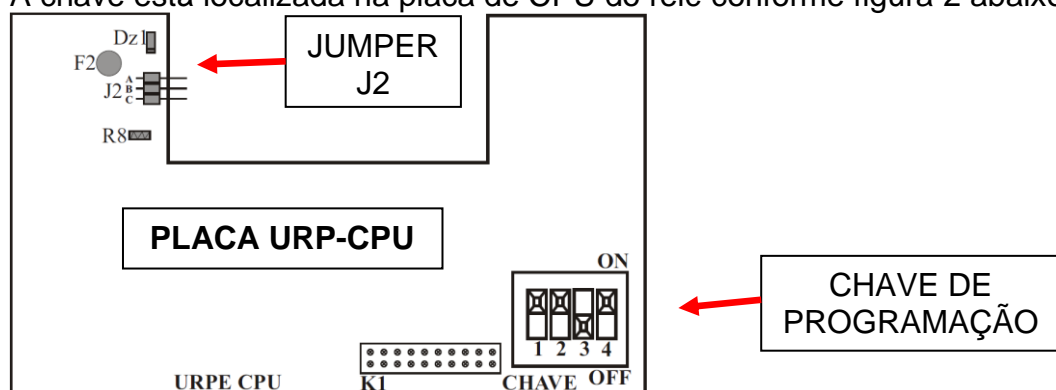 A chave está localizada na placa de CPU do relé conforme figura 2 abaixo
Dz1
F2
JUMPER
J2
A
J2 B
C
R8
PLACA URP-CPU
ON
CHAVE DE
PROGRAMAÇÃO
1 2 3 4
URPE CPU K1 CHAVE OFF